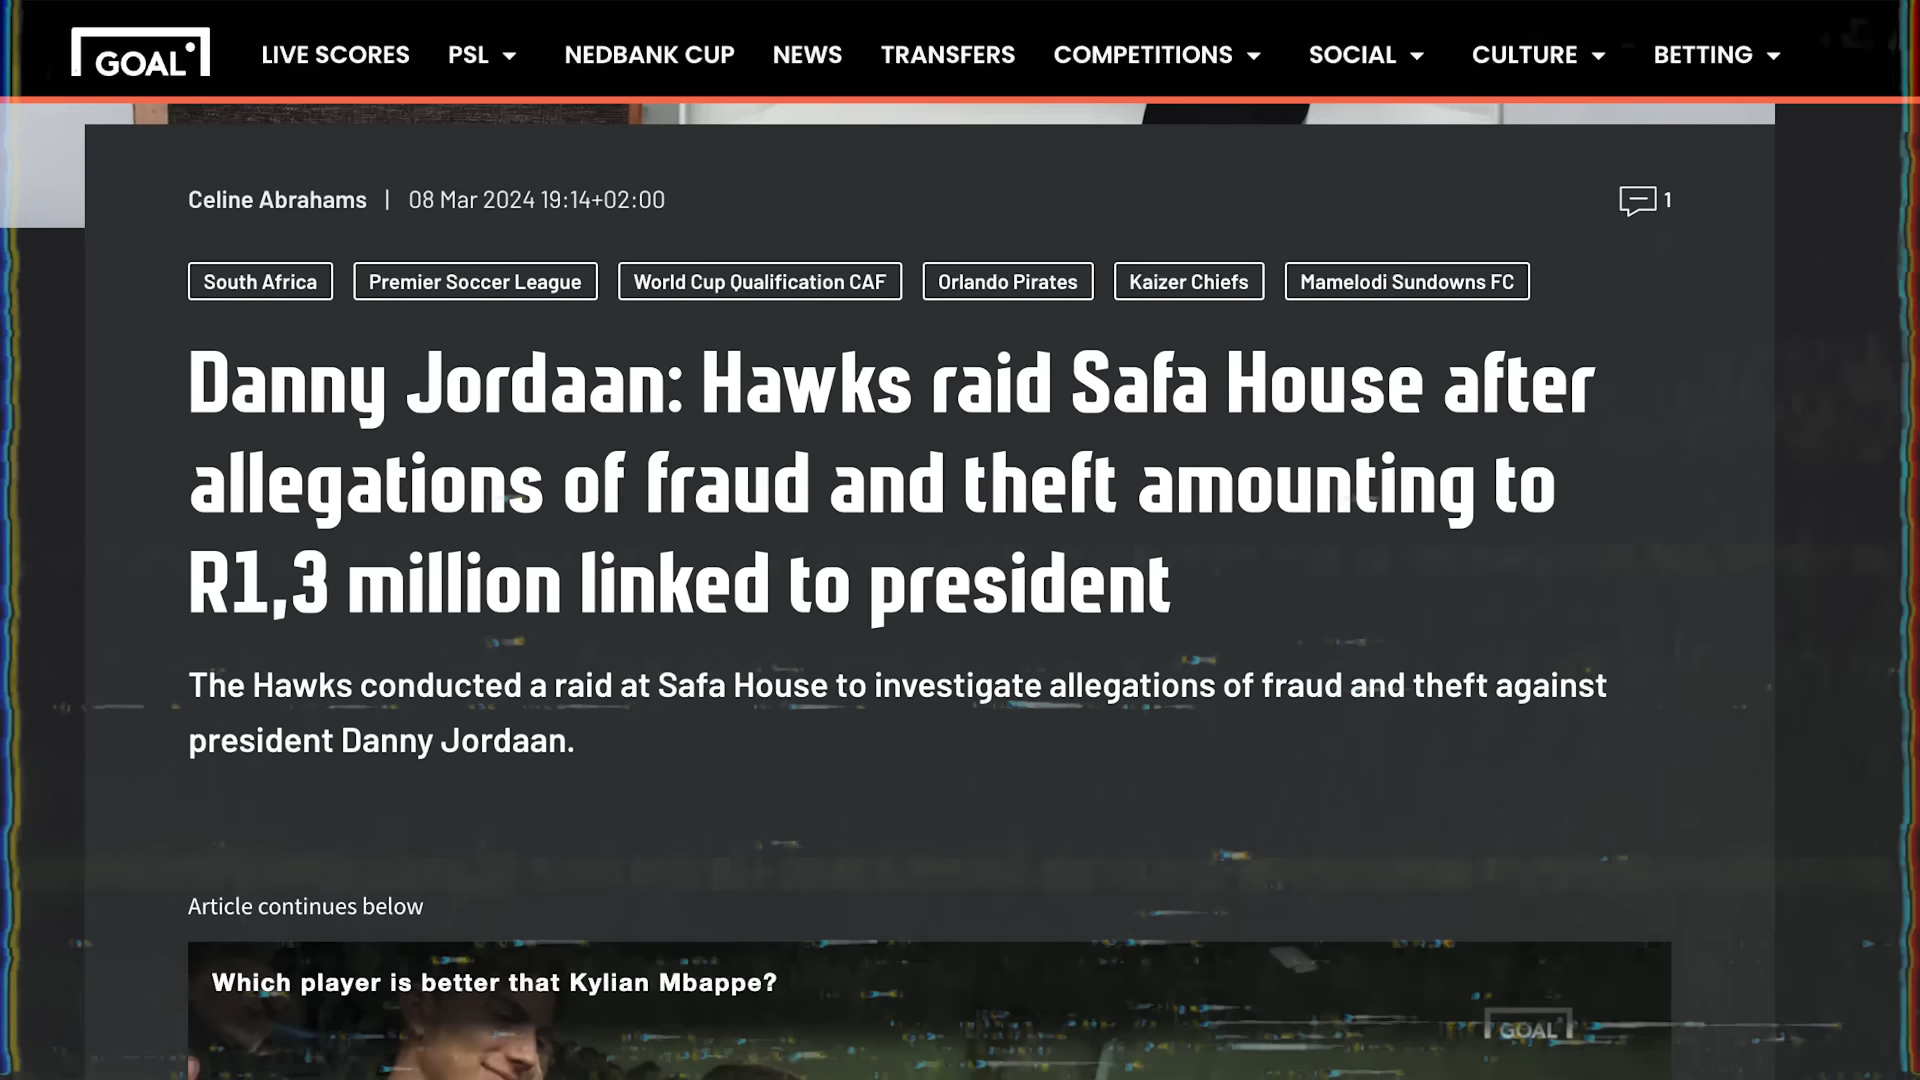 GOAL
LIVE SCORES PSL NEDBANK CUP NEWS TRANSFERS COMPETITIONS SOCIAL CULTURE BETTING
Celine Abrahams | 08 Mar 2024 19:14+02:00
1
South Africa Premier Soccer League World Cup Qualification CAF Orlando Pirates Kaizer Chiefs Mamelodi Sundowns FC
Danny Jordaan: Hawks raid Safa House after
allegations of fraud and theft amounting to
R1,3 million linked to president
The Hawks conducted a raid at Safa House to investigate allegations of fraud and theft against
president Danny Jordaan.
Article continues below
Which player is better that Kylian Mbappe?
GOAL